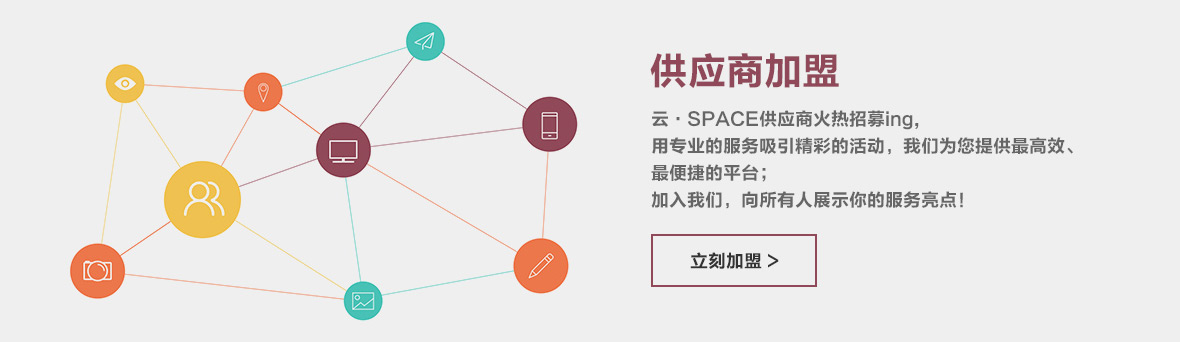 供应商加盟
云·SPACE供应商火热招募ing，
用专业的服务吸引精彩的活动，我们为您提供最高效、
最便捷的平台；
加入我们，向所有人展示你的服务亮点！
立刻加盟 >